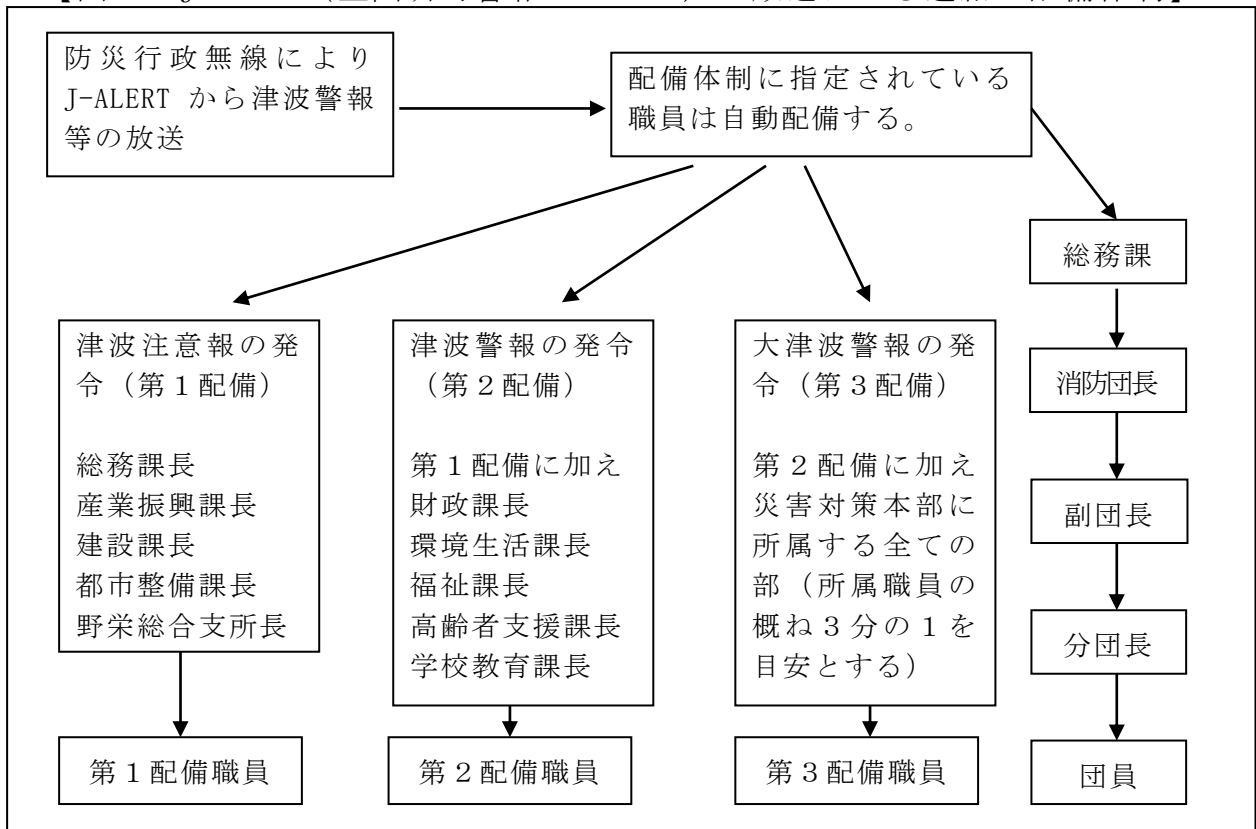 防災行政無線により
J-ALERT から津波警報
等の放送
配備体制に指定されている
職員は自動配備する。
総務課
消防団長
副団長
分団長
団員
津波注意報の発
令（第１配備）
総務課長
産業振興課長
建設課長
都市整備課長
野栄総合支所長
第１配備職員
津波警報の発令
（第２配備）
第１配備に加え
財政課長
環境生活課長
福祉課長
高齢者支援課長
学校教育課長
第２配備職員
大津波警報の発
令（第３配備）
第２配備に加え
災害対策本部に
所属する全ての
部（所属職員の
概ね３分の１を
目安とする）
第３配備職員